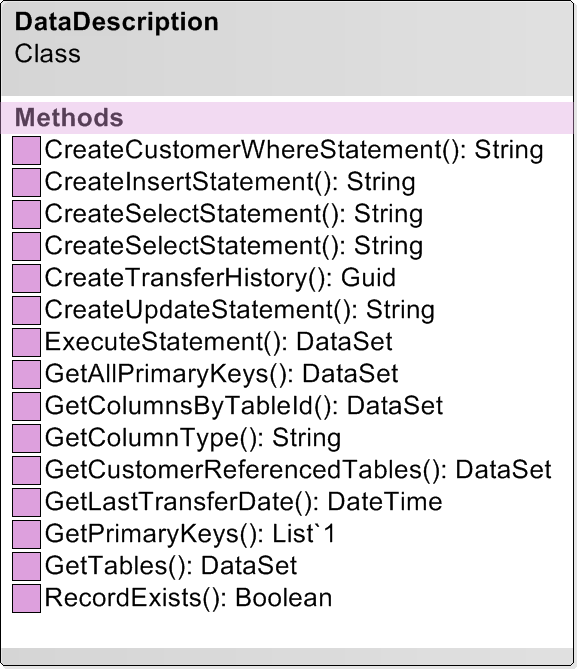 DataDescription
Class
Methods
CreateCustomerWhereStatement(): String
CreateInsertStatement(): String
CreateSelectStatement(): String
CreateSelectStatement(): String
CreateTransferHistory(): Guid
CreateUpdateStatement(): String
ExecuteStatement(): DataSet
GetAllPrimaryKeys(): DataSet
GetColumnsByTableId(): DataSet
GetColumnType(): String
GetCustomerReferencedTables(): DataSet
GetLastTransferDate(): DateTime
GetPrimaryKeys(): List`1
GetTables(): DataSet
RecordExists(): Boolean